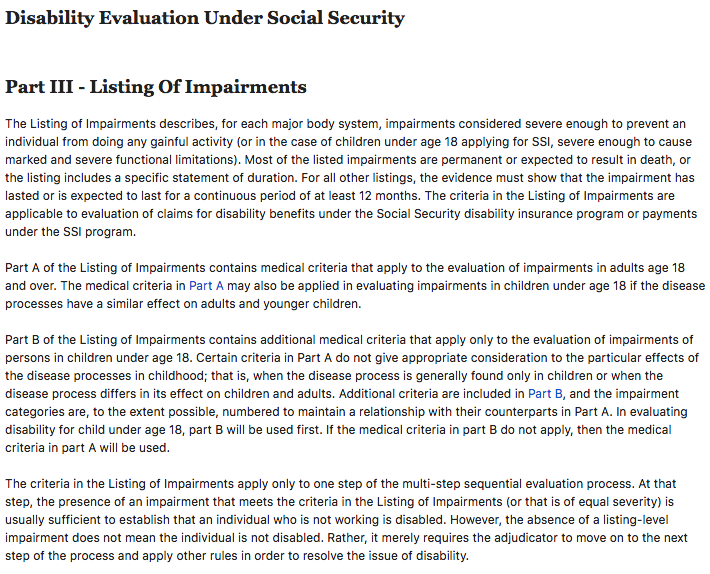 Disability Evaluation Under Social Security
Part III - Listing Of Impairments
The Listing of Impairments describes, for each major body system, impairments considered severe enough to prevent an
individual from doing any gainful activity (or in the case of children under age 18 applying for SSI, severe enough to cause
marked and severe functional limitations). Most of the listed impairments are permanent or expected to result in death, or
the listing includes a specific statement of duration. For all other listings, the evidence must show that the impairment has
lasted or is expected to last for a continuous period of at least 12 months. The criteria in the Listing of Impairments are
applicable to evaluation of claims for disability benefits under the Social Security disability insurance program or payments
under the SSI program.
Part A of the Listing of Impairments contains medical criteria that apply to the evaluation of impairments in adults age 18
and over. The medical criteria in Part A may also be applied in evaluating impairments in children under age 18 if the disease
processes have a similar effect on adults and younger children.
Part B of the Listing of Impairments contains additional medical criteria that apply only to the evaluation of impairments of
persons in children under age 18. Certain criteria in Part A do not give appropriate consideration to the particular effects of
the disease processes in childhood; that is, when the disease process is generally found only in children or when the
disease process differs in its effect on children and adults. Additional criteria are included in Part B, and the impairment
categories are, to the extent possible, numbered to maintain a relationship with their counterparts in Part A. In evaluating
disability for child under age 18, part B will be used first. If the medical criteria in part B do not apply, then the medical
criteria in part A will be used.
The criteria in the Listing of Impairments apply only to one step of the multi-step sequential evaluation process. At that
step, the presence of an impairment that meets the criteria in the Listing of Impairments (or that is of equal severity) is
usually sufficient to establish that an individual who is not working is disabled. However, the absence of a listing-level
impairment does not mean the individual is not disabled. Rather, it merely requires the adjudicator to move on to the next
step of the process and apply other rules in order to resolve the issue of disability.